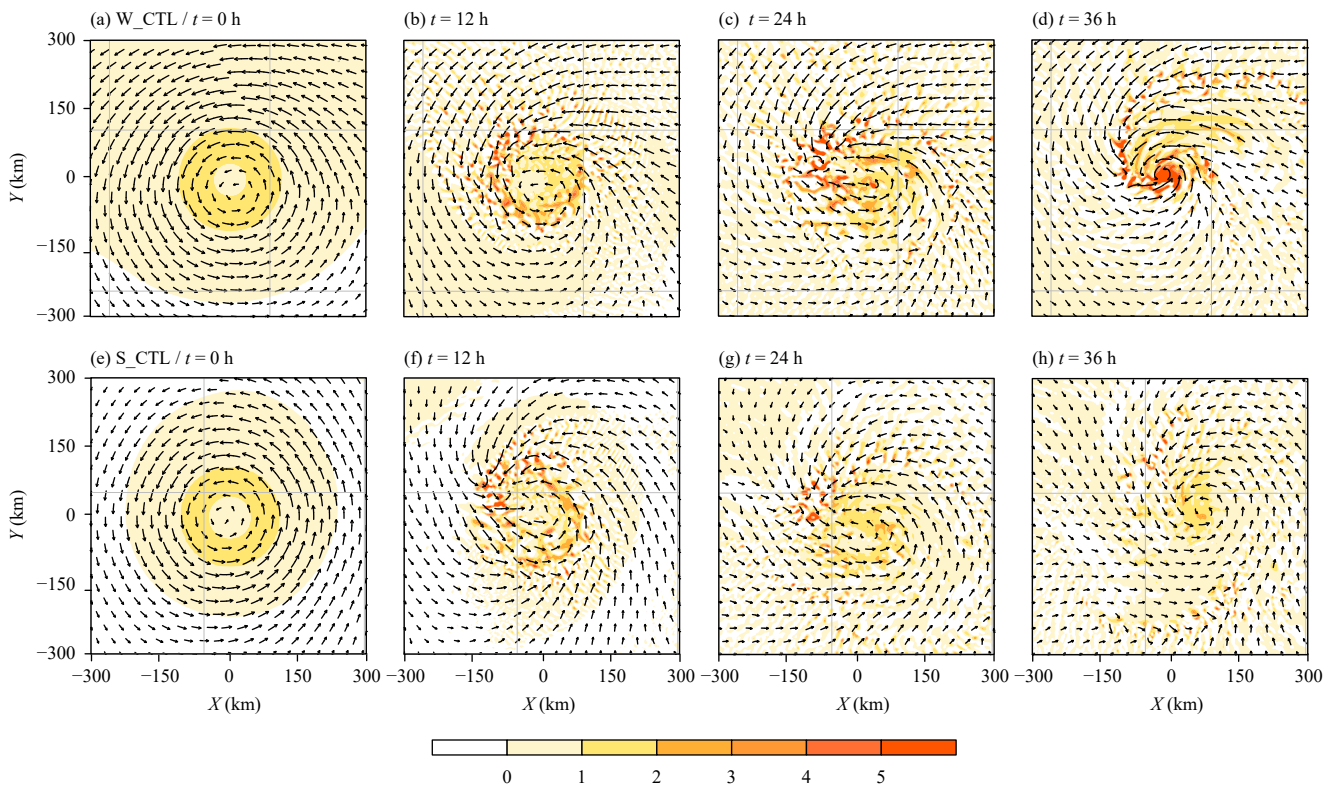 (a) W_CTL / t = 0 h
(b) t = 12 h
(c) t = 24 h
(d) t = 36 h
300
150
0
−150
−300
Y (km)
(e) S_CTL / t = 0 h
(f) t = 12 h
(g) t = 24 h
(h) t = 36 h
300
150
0
−150
−300
Y (km)
−300 −150 0 150 300 −300 −150 0 150 300 −300 −150 0 150 300 −300 −150 0 150 300
X (km) X (km) X (km) X (km)
0 1 2 3 4 5